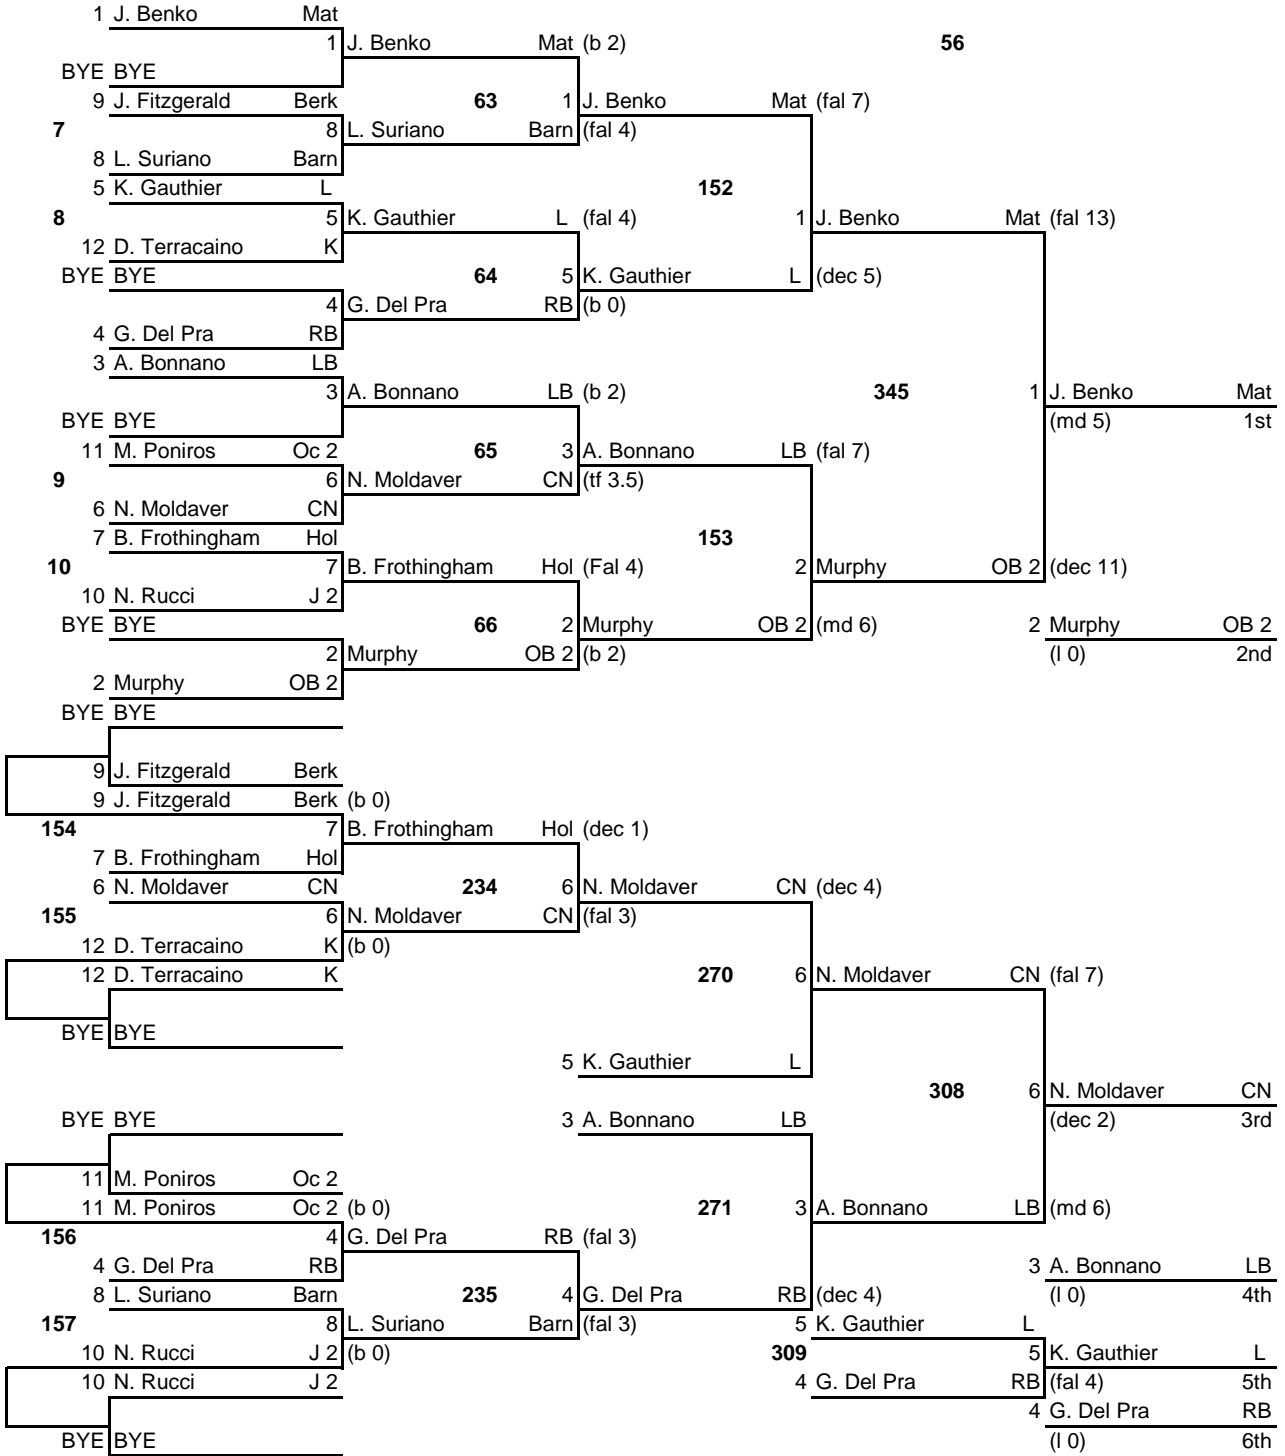 1 J. Benko Mat
1 J. Benko Mat (b 2) 56
BYE BYE
9 J. Fitzgerald Berk 63 1 J. Benko Mat (fal 7)
7 8 L. Suriano Barn (fal 4)
8 L. Suriano Barn
5 K. Gauthier L 152
8 5 K. Gauthier L (fal 4) 1 J. Benko Mat (fal 13)
12 D. Terracaino K
BYE BYE 64 5 K. Gauthier L (dec 5)
4 G. Del Pra RB (b 0)
4 G. Del Pra RB
3 A. Bonnano LB
3 A. Bonnano LB (b 2) 345 1 J. Benko Mat
BYE BYE (md 5) 1st
11 M. Poniros Oc 2 65 3 A. Bonnano LB (fal 7)
9 6 N. Moldaver CN (tf 3.5)
6 N. Moldaver CN
7 B. Frothingham Hol 153
10 7 B. Frothingham Hol (Fal 4) 2 Murphy OB 2 (dec 11)
10 N. Rucci J 2
BYE BYE 66 2 Murphy OB 2 (md 6) 2 Murphy OB 2
2 Murphy OB 2 (b 2) (l 0) 2nd
2 Murphy OB 2
BYE BYE
9 J. Fitzgerald Berk
9 J. Fitzgerald Berk (b 0)
154 7 B. Frothingham Hol (dec 1)
7 B. Frothingham Hol
6 N. Moldaver CN 234 6 N. Moldaver CN (dec 4)
155 6 N. Moldaver CN (fal 3)
12 D. Terracaino K (b 0)
12 D. Terracaino K 270 6 N. Moldaver CN (fal 7)
BYE BYE
5 K. Gauthier L
308 6 N. Moldaver CN
BYE BYE 3 A. Bonnano LB (dec 2) 3rd
11 M. Poniros Oc 2
11 M. Poniros Oc 2 (b 0) 271 3 A. Bonnano LB (md 6)
156 4 G. Del Pra RB (fal 3)
4 G. Del Pra RB 3 A. Bonnano LB
8 L. Suriano Barn 235 4 G. Del Pra RB (dec 4) (l 0) 4th
157 8 L. Suriano Barn (fal 3) 5 K. Gauthier L
10 N. Rucci J 2 (b 0) 309 5 K. Gauthier L
10 N. Rucci J 2 4 G. Del Pra RB (fal 4) 5th
4 G. Del Pra RB
BYE BYE (l 0) 6th